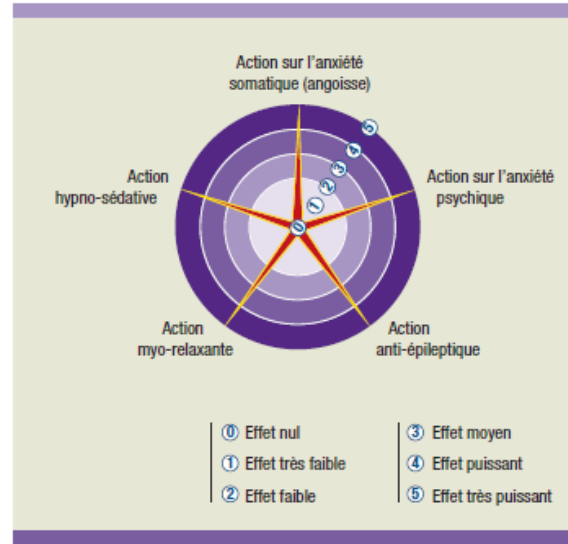 Action sur l'anxiété
somatique (angoisse)
5
4
3
2
1
0
Action
hypno-sédative
Action sur l'anxiété
psychique
Action
myo-relaxante
Action
anti-épileptique
0 Effet nul
1 Effet très faible
2 Effet faible
3 Effet moyen
4 Effet puissant
5 Effet très puissant